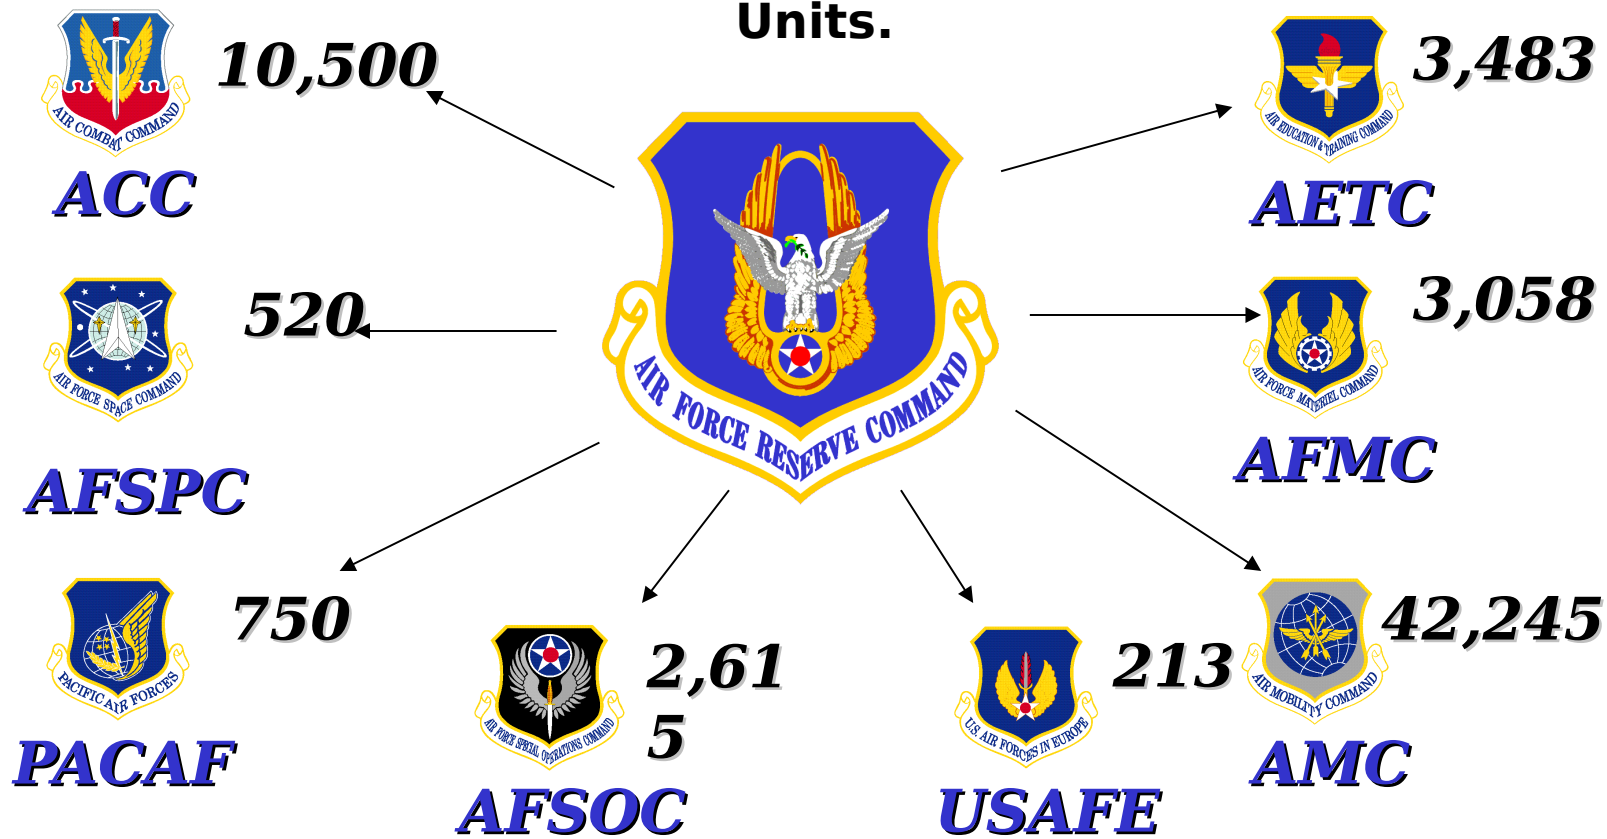 Units.
10,500
AIR COMBAT COMMAND
ACC
3,483
AIR EDUCATION & TRAINING COMMAND
AETC
520
AIR FORCE SPACE COMMAND
AFSPC
AIR FORCE RESERVE COMMAND
3,058
AIR FORCE MATERIEL COMMAND
AFMC
750
PACIFIC AIR FORCES
PACAF
2,61
5
AIR FORCE SPECIAL OPERATIONS COMMAND
AFSOC
213
U.S. AIR FORCES IN EUROPE
USAFE
42,245
AIR MOBILITY COMMAND
AMC